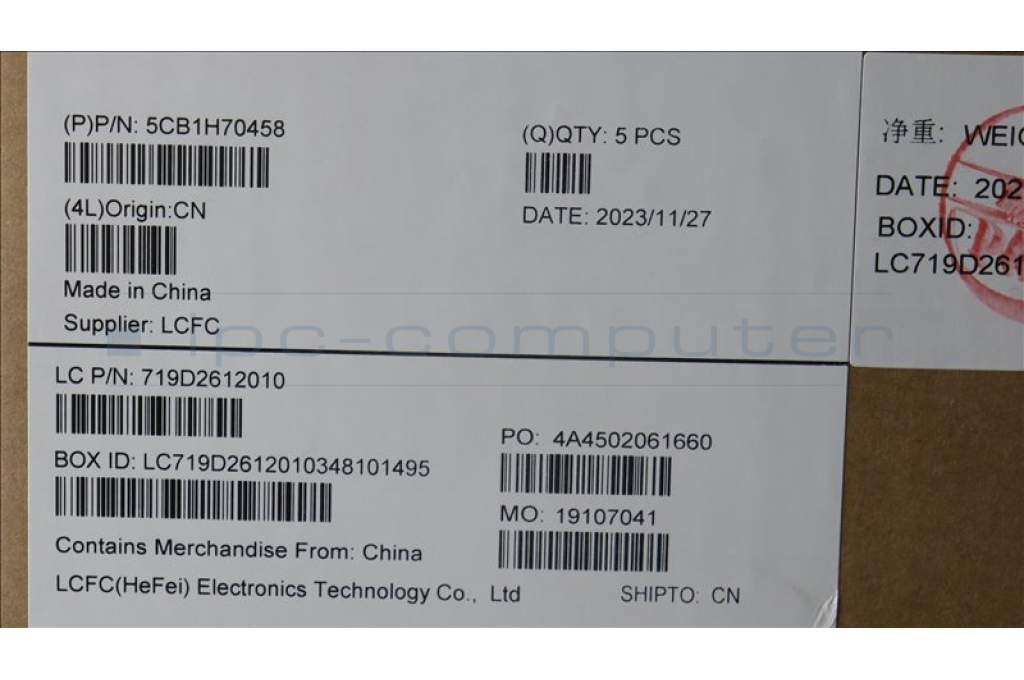 (P)P/N: 5CB1H70458
(4L)Origin:CN
Made in China
Supplier: LCFC
(Q)QTY: 5 PCS
DATE: 2023/11/27
净重: WEIG
DATE: 202
BOXID:
LC719D261
ipc-computer
LC P/N: 719D2612010
BOX ID: LC719D2612010348101495
Contains Merchandise From: China
LCFC(HeFei) Electronics Technology Co., Ltd
PO: 4A4502061660
MO: 19107041
SHIPTO: CN